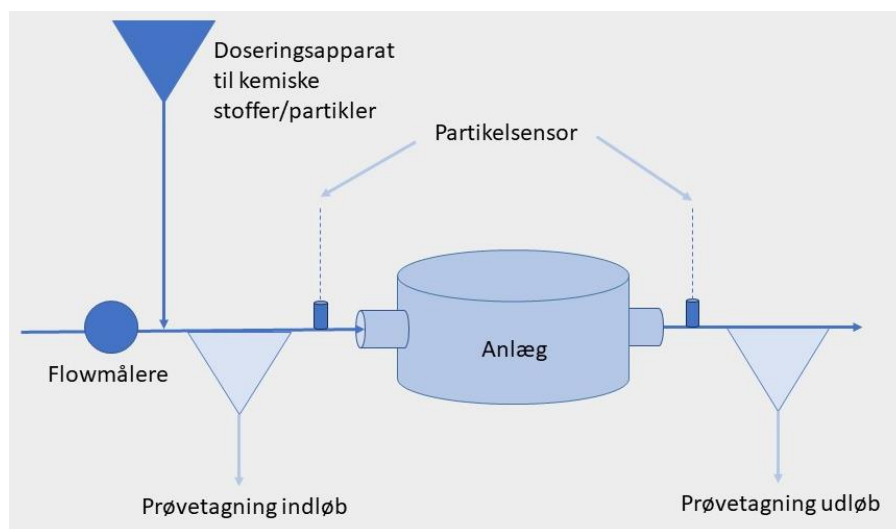 Doseringsapparat
til kemiske
stoffer/partikler
Partikelsensor
Flowmålere
Anlæg
Prøvetagning indløb
Prøvetagning udløb